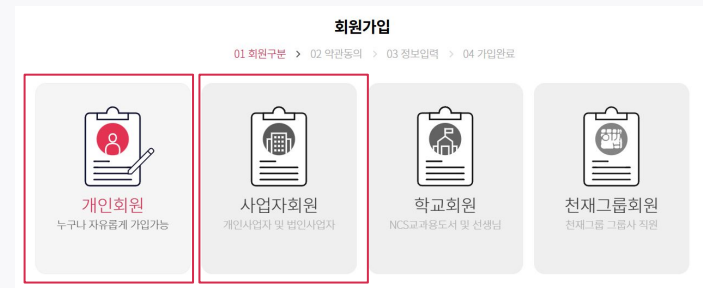 회원가입
01 회원구분 > 02 약관동의 > 03 정보입력 > 04 가입완료
개인회원
누구나 자유롭게 가입가능
사업자회원
개인사업자 및 법인사업자
학교회원
NCS교과용도서 및 선생님
천재그룹회원
천재그룹 그룹사 직원